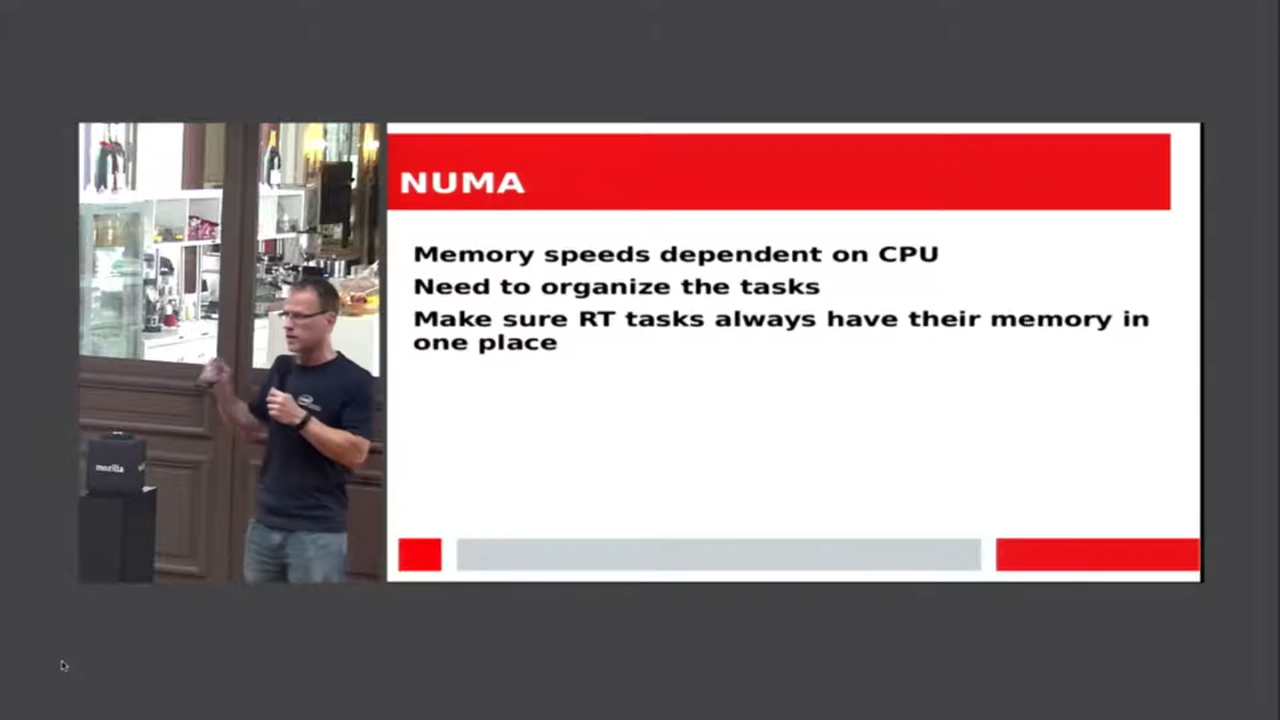 NUMA
Memory speeds dependent on CPU
Need to organize the tasks
Make sure RT tasks always have their memory in
one place
mozilla